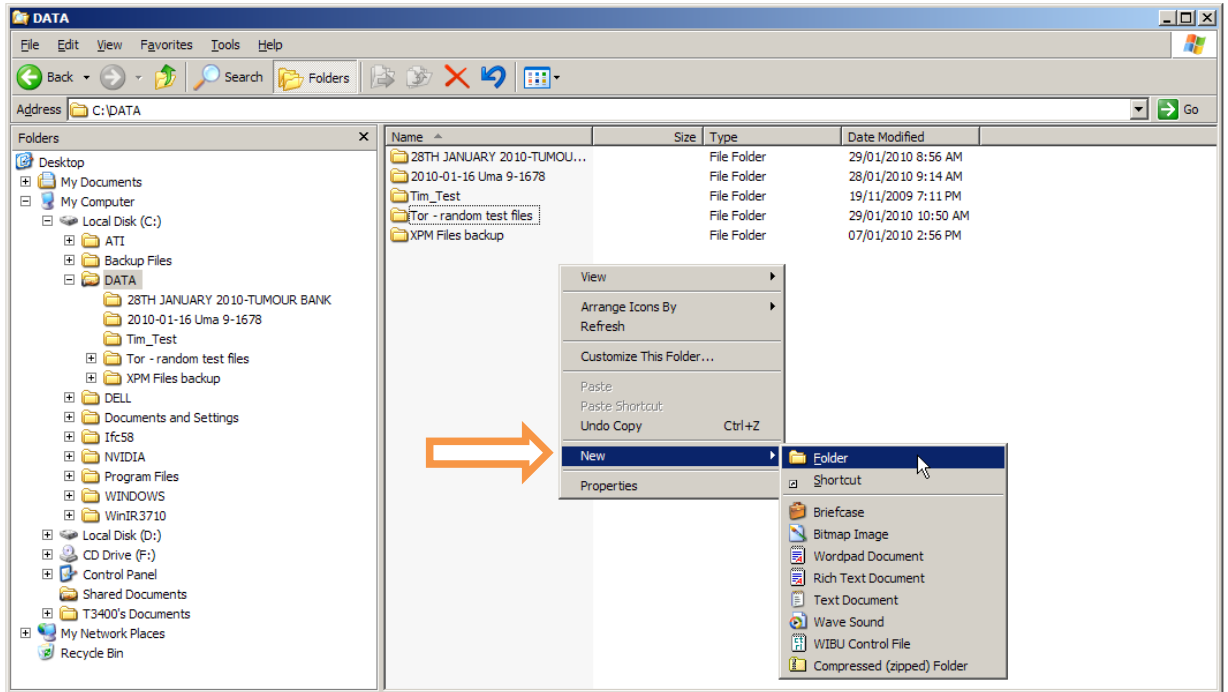 DATA
File Edit View Favorites Tools Help
Back Search Folders
Address C:\DATA Go
Folders
Desktop
My Documents
My Computer
Local Disk (C:)
ATI
Backup Files
DATA
28TH JANUARY 2010-TUMOUR BANK
2010-01-16 Uma 9-1678
Tim_Test
Tor - random test files
XPM Files backup
DELL
Documents and Settings
Ifc58
NVIDIA
Program Files
WINDOWS
WinIR3710
Local Disk (D:)
CD Drive (F:)
Control Panel
Shared Documents
T3400's Documents
My Network Places
Recycle Bin
Name Size Type Date Modified
28TH JANUARY 2010-TUMOU... File Folder 29/01/2010 8:56 AM
2010-01-16 Uma 9-1678 File Folder 28/01/2010 9:14 AM
Tim_Test File Folder 19/11/2009 7:11 PM
Tor - random test files File Folder 29/01/2010 10:50 AM
XPM Files backup File Folder 07/01/2010 2:56 PM
View
Arrange Icons By
Refresh
Customize This Folder...
Paste
Paste Shortcut
Undo Copy Ctrl+Z
New
Properties
Folder
Shortcut
Briefcase
Bitmap Image
Wordpad Document
Rich Text Document
Text Document
Wave Sound
WIBU Control File
Compressed (zipped) Folder